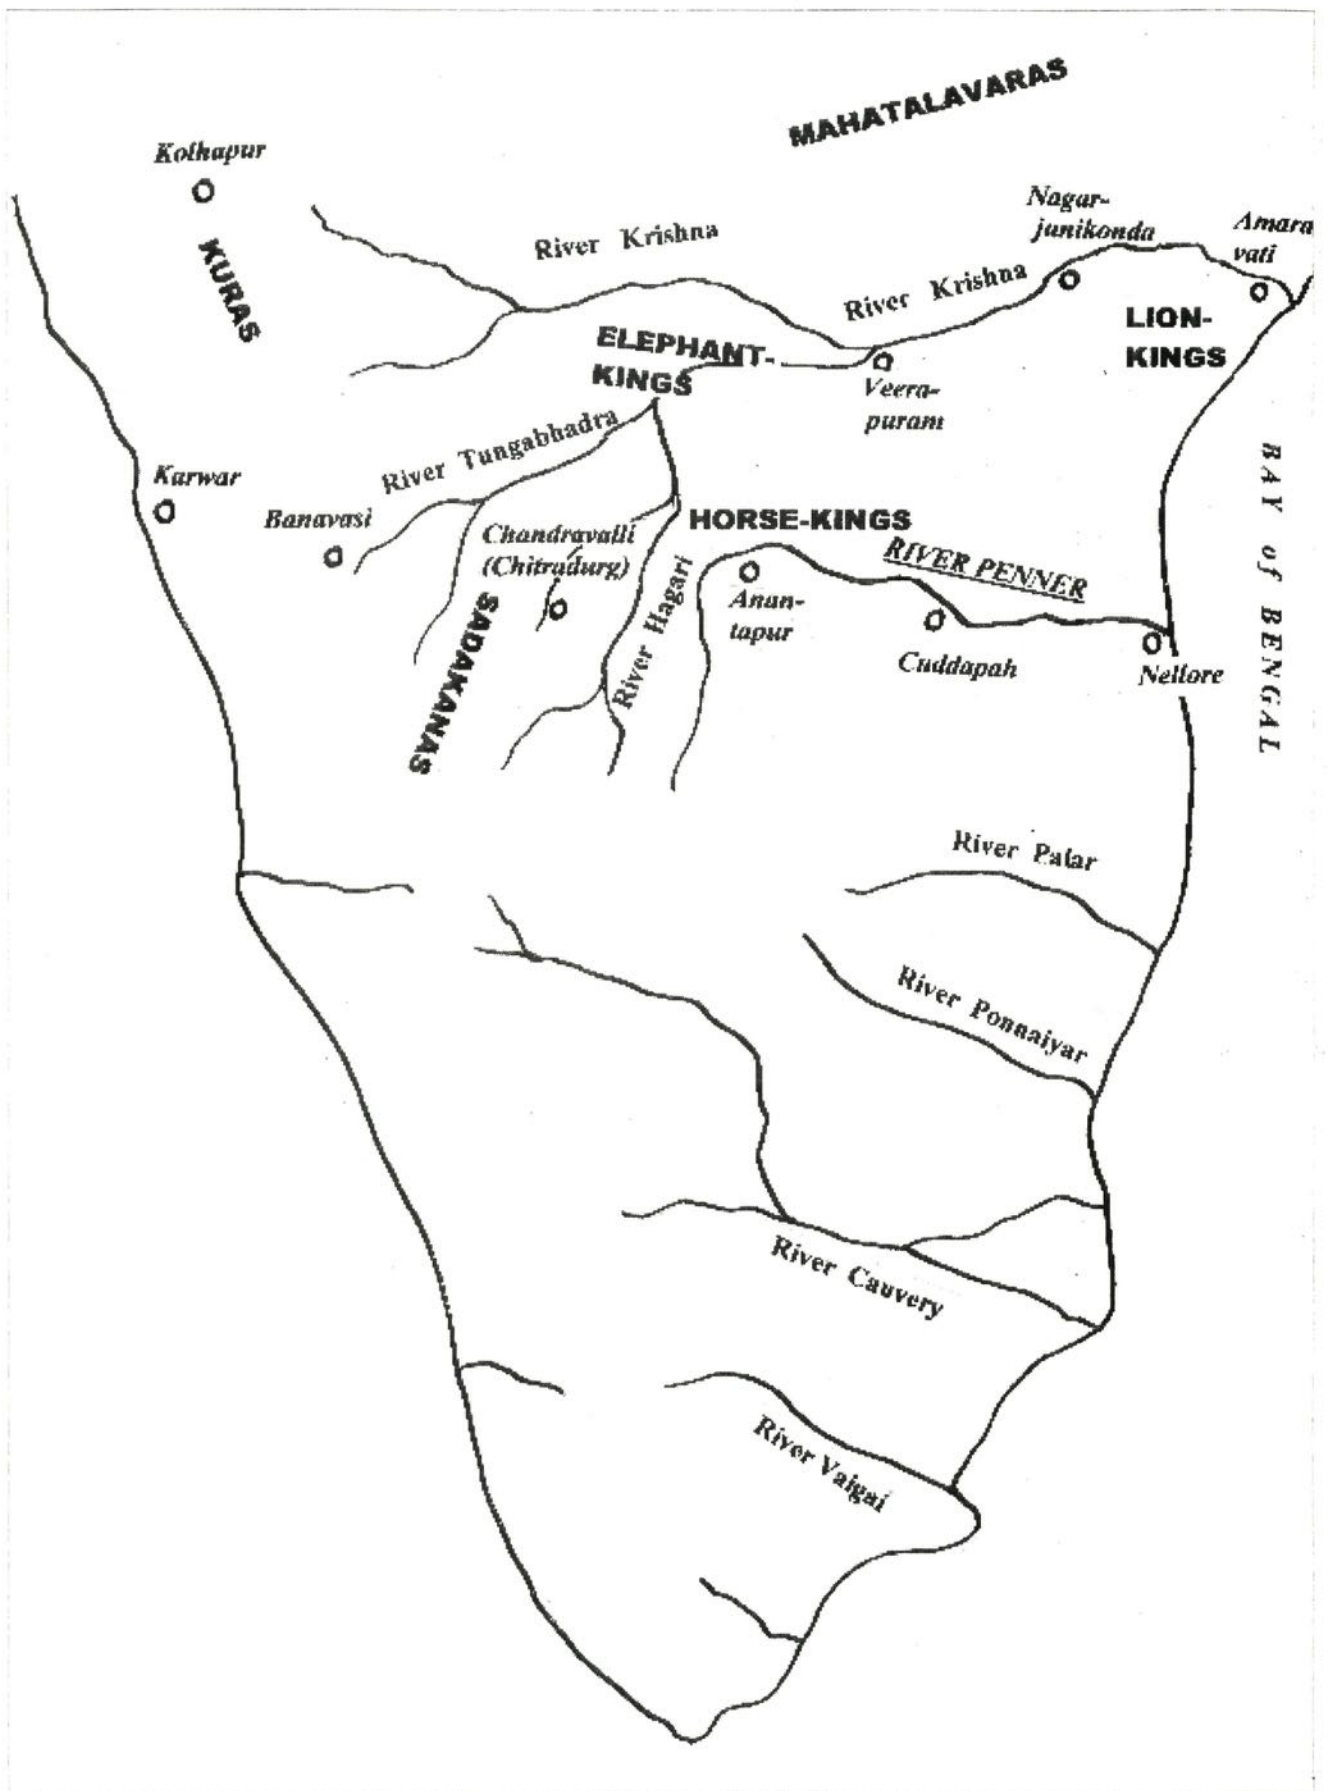 MAHATALAVARAS
Kolhapur
KURAS
River Krishna
River Krishna
Nagar-
junikonda
Amara
vati
LION-
KINGS
ELEPHANT-
KINGS
Veera-
puram
River Tungabhadra
Karwar
Banavasi
Chandravalli
(Chitradurg)
HORSE-KINGS
RIVER PENNER
BAY of BENGAL
SADAKANAS
River Hagari
Anan-
tapur
Cuddapah
Nellore
River Palar
River Ponnaiyar
River Cauvery
River Vaigai